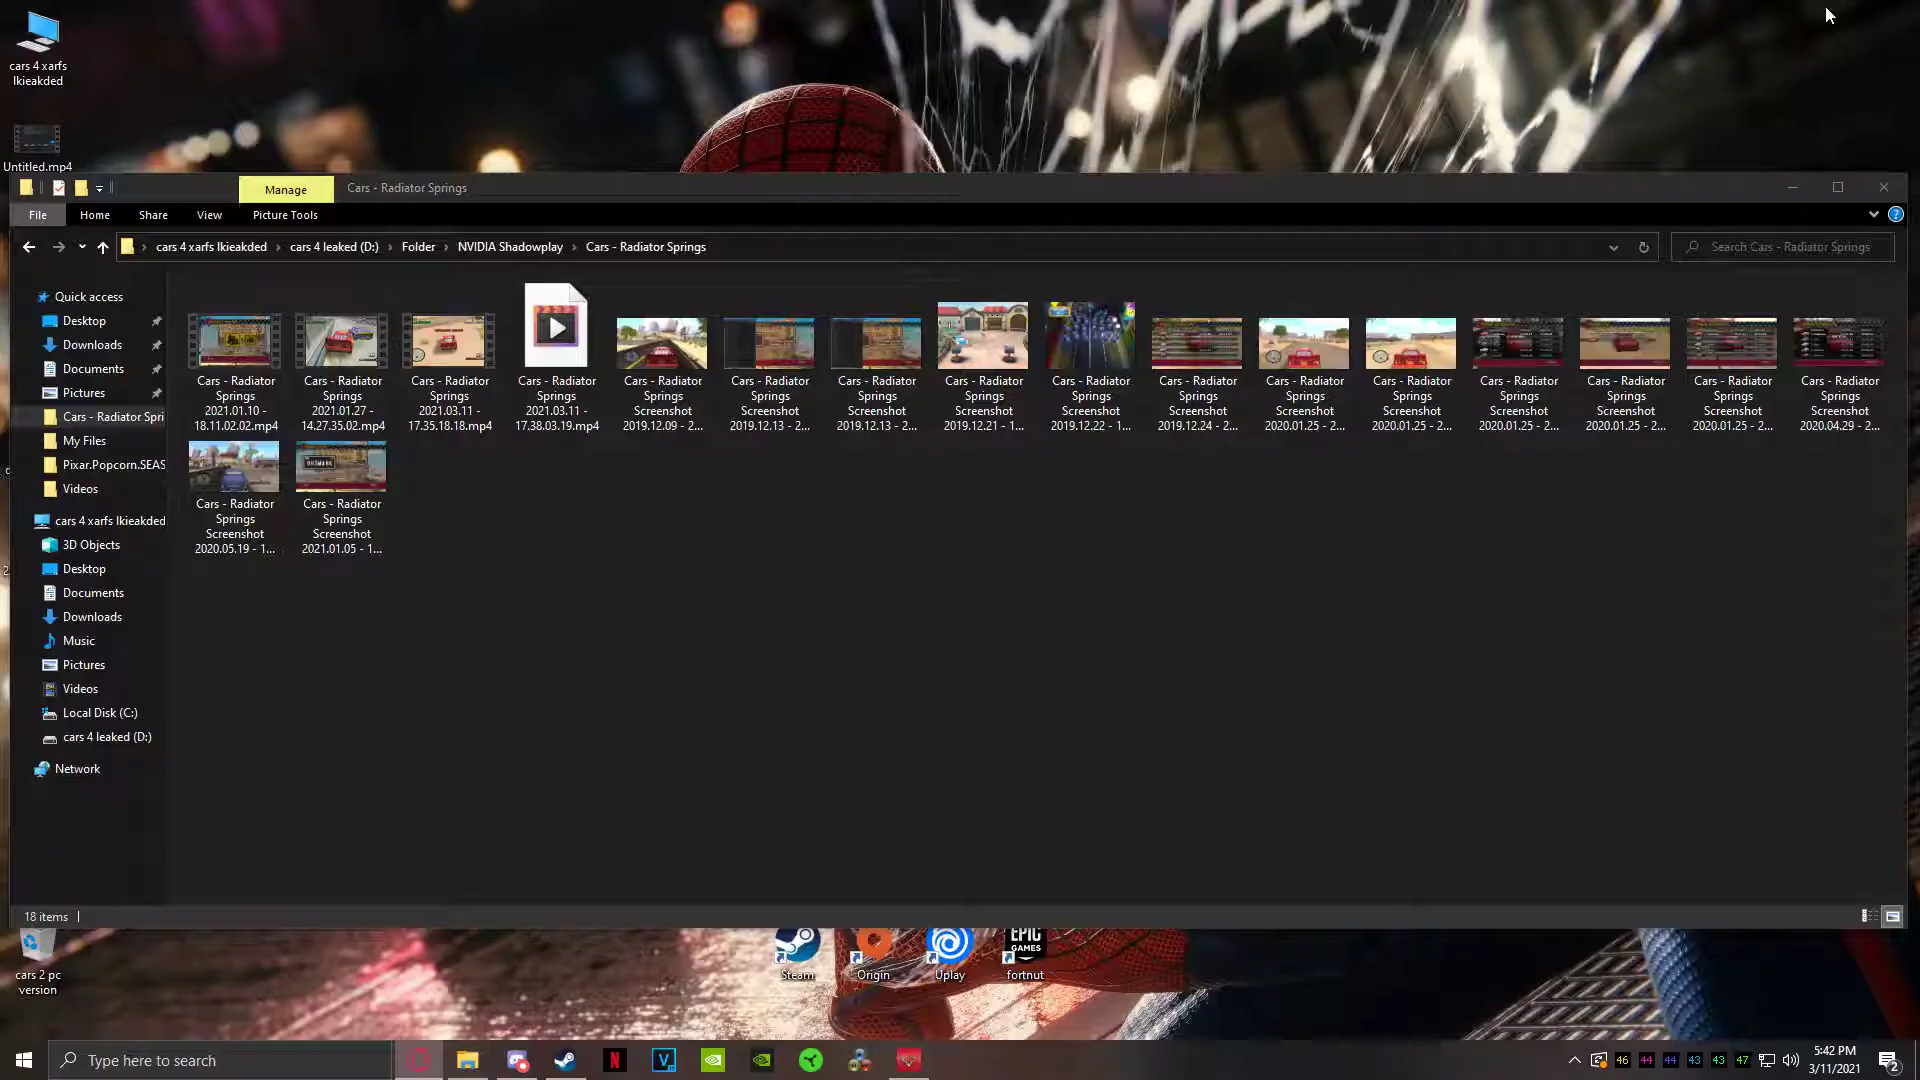 cars 4 xarfs
lkieakded
Untitled.mp4
Manage
Cars - Radiator Springs
File
Home
Share
View
Picture Tools
cars 4 xarfs lkieakded
cars 4 leaked (D:)
Folder
NVIDIA Shadowplay
Cars - Radiator Springs
Search Cars - Radiator Springs
Quick access
Desktop
Downloads
Documents
Pictures
Cars - Radiator Spri
My Files
Pixar.Popcorn.SEAS
Videos
cars 4 xarfs lkieakded
3D Objects
Desktop
Documents
Downloads
Music
Pictures
Videos
Local Disk (C:)
cars 4 leaked (D:)
Network
Cars - Radiator
Springs
2021.01.10 -
18.11.02.02.mp4
Cars - Radiator
Springs
2021.01.27 -
14.27.35.02.mp4
Cars - Radiator
Springs
2021.03.11 -
17.35.18.18.mp4
Cars - Radiator
Springs
2021.03.11 -
17.38.03.19.mp4
Cars - Radiator
Springs
Screenshot
2019.12.09 - 2...
Cars - Radiator
Springs
Screenshot
2019.12.13 - 2...
Cars - Radiator
Springs
Screenshot
2019.12.13 - 2...
Cars - Radiator
Springs
Screenshot
2019.12.21 - 1...
Cars - Radiator
Springs
Screenshot
2019.12.22 - 1...
Cars - Radiator
Springs
Screenshot
2019.12.24 - 2...
Cars - Radiator
Springs
Screenshot
2020.01.25 - 2...
Cars - Radiator
Springs
Screenshot
2020.01.25 - 2...
Cars - Radiator
Springs
Screenshot
2020.01.25 - 2...
Cars - Radiator
Springs
Screenshot
2020.01.25 - 2...
Cars - Radiator
Springs
Screenshot
2020.01.25 - 2...
Cars - Radiator
Springs
Screenshot
2020.04.29 - 2...
Cars - Radiator
Springs
Screenshot
2020.05.19 - 1...
Cars - Radiator
Springs
Screenshot
2021.01.05 - 1...
18 items
cars 2 pc
version
Steam
Origin
Uplay
EPIC
GAMES
fortnut
Type here to search
46 44 44 43 43 47
5:42 PM
3/11/2021
2